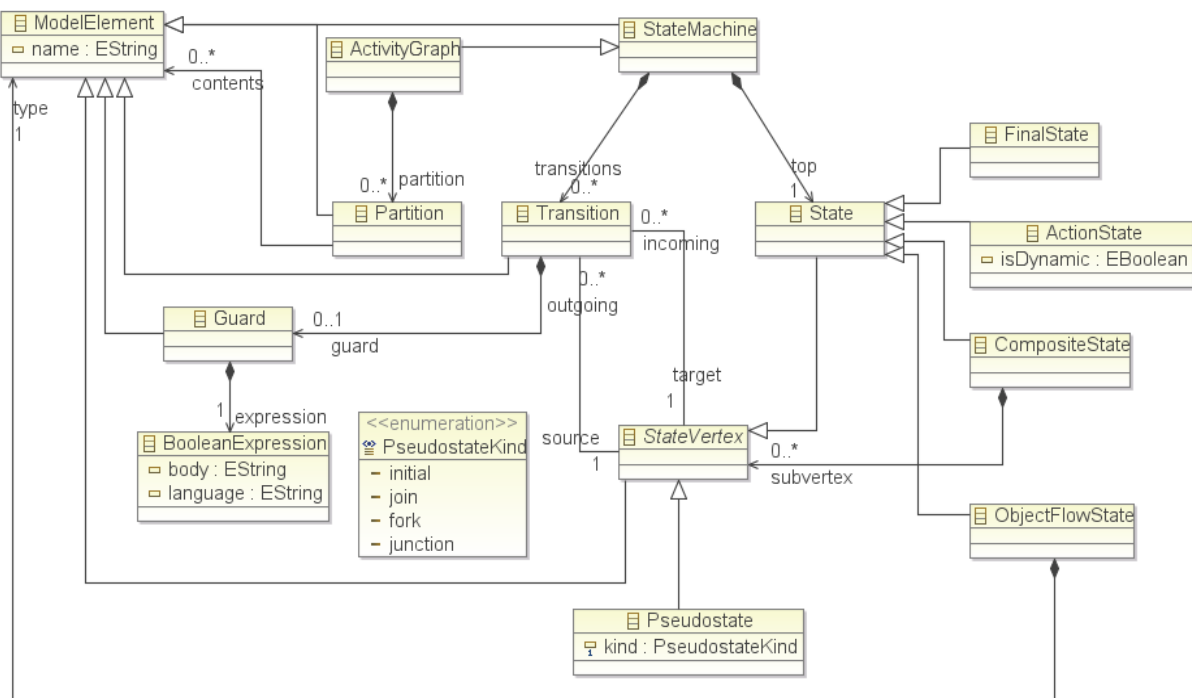 ModelElement
name : EString
StateMachine
ActivityGraph
0..*
contents
type
1
FinalState
transitions
0..*
top
1
0..* partition
Partition
Transition
0..*
incoming
State
ActionState
isDynamic : EBoolean
0..*
outgoing
Guard
0..1
guard
CompositeState
target
1
1 expression
BooleanExpression
body : EString
language : EString
<<enumeration>>
PseudostateKind
initial
join
fork
junction
source
1
StateVertex
0..*
subvertex
ObjectFlowState
Pseudostate
1 kind : PseudostateKind